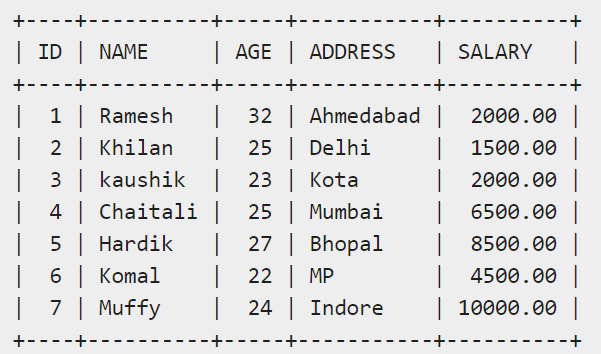 +----+----------+-----+-----------+----------+
| ID | NAME     | AGE | ADDRESS   | SALARY   |
+----+----------+-----+-----------+----------+
|  1 | Ramesh   |  32 | Ahmedabad |  2000.00 |
|  2 | Khilan   |  25 | Delhi     |  1500.00 |
|  3 | kaushik  |  23 | Kota      |  2000.00 |
|  4 | Chaitali |  25 | Mumbai    |  6500.00 |
|  5 | Hardik   |  27 | Bhopal    |  8500.00 |
|  6 | Komal    |  22 | MP        |  4500.00 |
|  7 | Muffy    |  24 | Indore    | 10000.00 |
+----+----------+-----+-----------+----------+